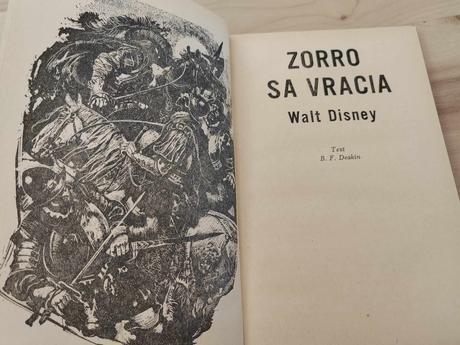 ZORRO
SA VRACIA
Walt Disney
Text
B. F. Deakin